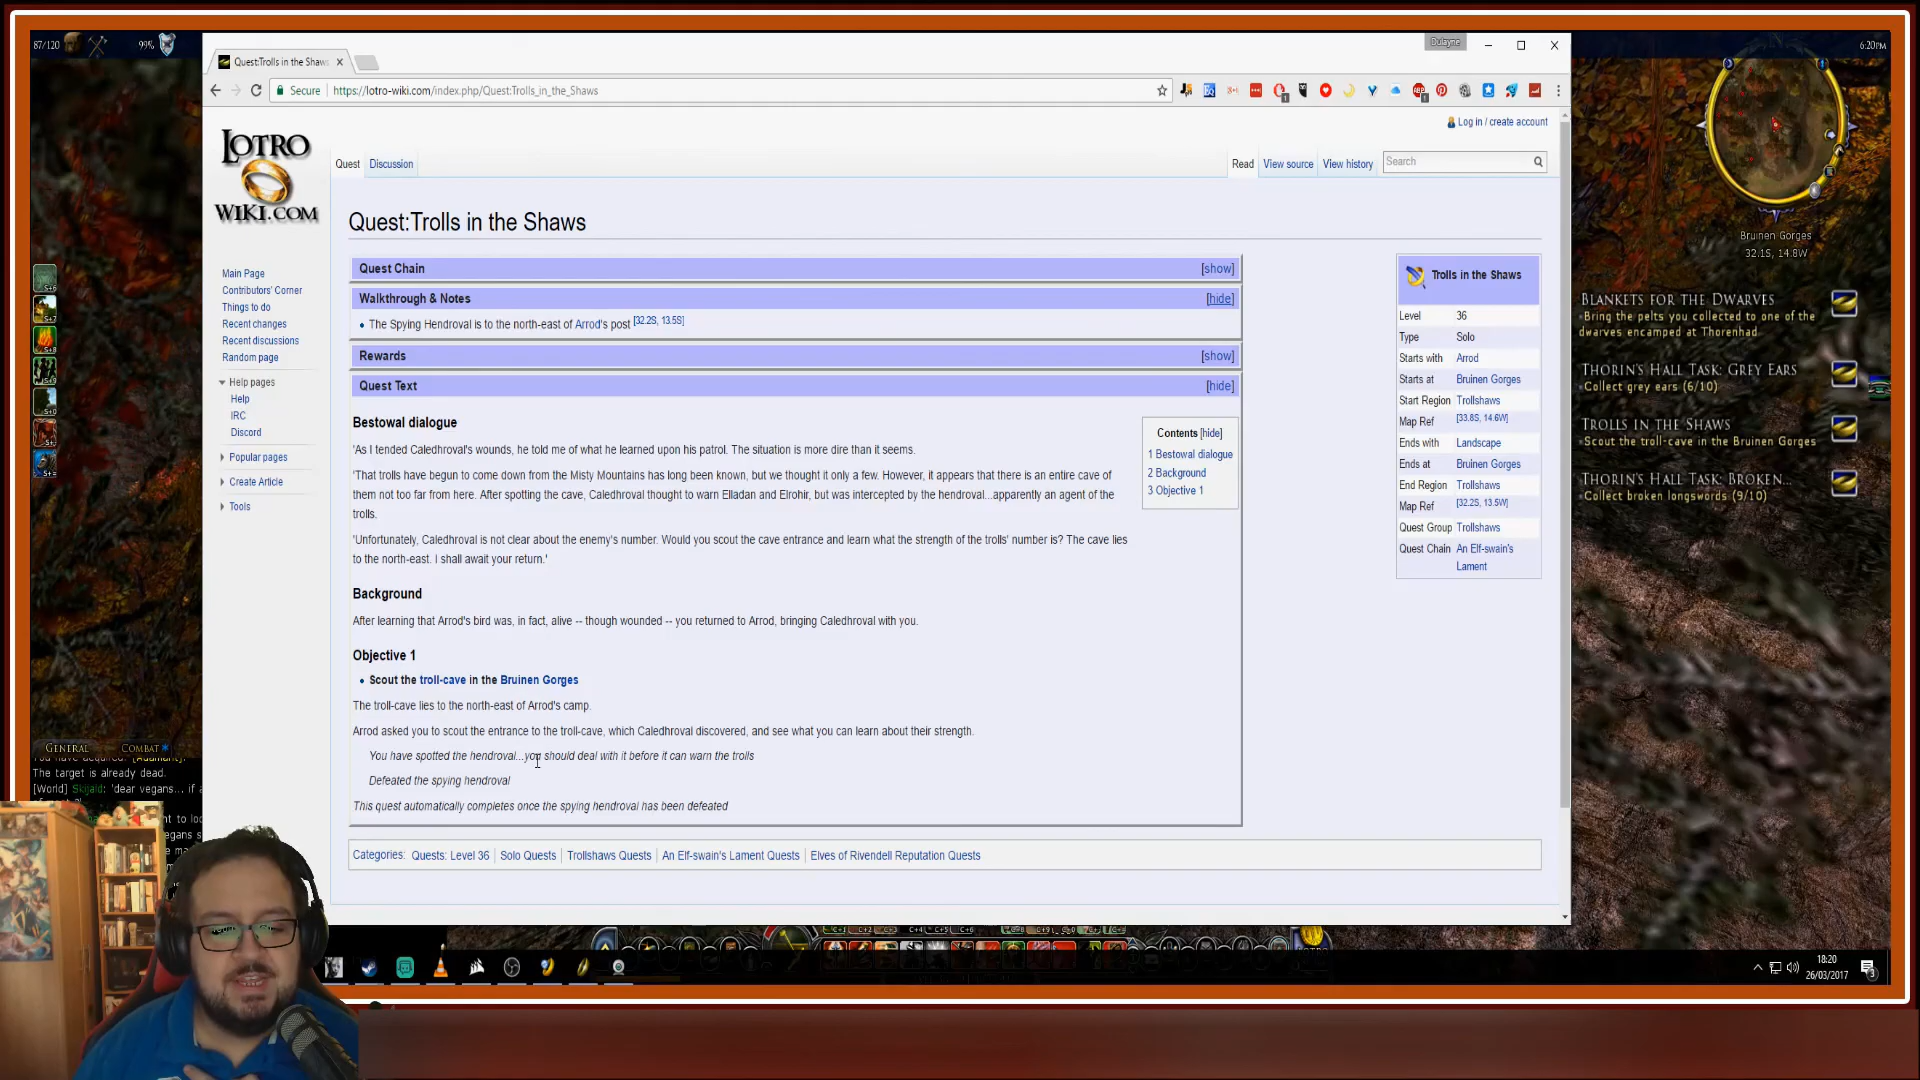 87/120
99%
Dulayne
6:20PM
Quest:Trolls in the Shaws
Secure
https://lotro-wiki.com/index.php/Quest:Trolls_in_the_Shaws
Log in / create account
LOTRO
WIKI.COM
Quest
Discussion
Read
View source
View history
Search
Main Page
Contributors' Corner
Things to do
Recent changes
Recent discussions
Random page
Help pages
Help
IRC
Discord
Popular pages
Create Article
Tools
Quest:Trolls in the Shaws
Quest Chain [show]
Walkthrough & Notes [hide]
The Spying Hendroval is to the north-east of Arrod's post [32.2S, 13.5S]
Rewards [show]
Quest Text [hide]
Bestowal dialogue
'As I tended Caledhroval's wounds, he told me of what he learned upon his patrol. The situation is more dire than it seems.
'That trolls have begun to come down from the Misty Mountains has long been known, but we thought it only a few. However, it appears that there is an entire cave of
them not too far from here. After spotting the cave, Caledhroval thought to warn Elladan and Elrohir, but was intercepted by the hendroval...apparently an agent of the
trolls.
'Unfortunately, Caledhroval is not clear about the enemy's number. Would you scout the cave entrance and learn what the strength of the trolls' number is? The cave lies
to the north-east. I shall await your return.'
Contents [hide]
1 Bestowal dialogue
2 Background
3 Objective 1
Background
After learning that Arrod's bird was, in fact, alive -- though wounded -- you returned to Arrod, bringing Caledhroval with you.
Objective 1
Scout the troll-cave in the Bruinen Gorges
The troll-cave lies to the north-east of Arrod's camp.
Arrod asked you to scout the entrance to the troll-cave, which Caledhroval discovered, and see what you can learn about their strength.
You have spotted the hendroval...you should deal with it before it can warn the trolls
Defeated the spying hendroval
This quest automatically completes once the spying hendroval has been defeated
Categories: Quests: Level 36 | Solo Quests | Trollshaws Quests | An Elf-swain's Lament Quests | Elves of Rivendell Reputation Quests
Trolls in the Shaws
Level 36
Type Solo
Starts with Arrod
Starts at Bruinen Gorges
Start Region Trollshaws
Map Ref [33.8S, 14.6W]
Ends with Landscape
Ends at Bruinen Gorges
End Region Trollshaws
Map Ref [32.2S, 13.5W]
Quest Group Trollshaws
Quest Chain An Elf-swain's
Lament
Bruinen Gorges
32.1S, 14.8W
BLANKETS FOR THE DWARVES
Bring the pelts you collected to one of the
dwarves encamped at Thorenhad
THORIN'S HALL TASK: GREY EARS
Collect grey ears (6/10)
TROLLS IN THE SHAWS
Scout the troll-cave in the Bruinen Gorges
THORIN'S HALL TASK: BROKEN...
Collect broken longswords (9/10)
GENERAL
COMBAT
You have acquired: [Adamant].
The target is already dead.
[World] Skijald: 'dear vegans... if a
18:20
26/03/2017